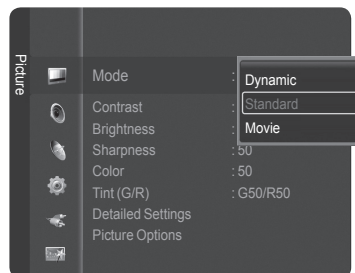 Picture
Mode :
Dynamic
Standard
Movie
Contrast :
Brightness :
Sharpness : 50
Color : 50
Tint (G/R) : G50/R50
Detailed Settings
Picture Options